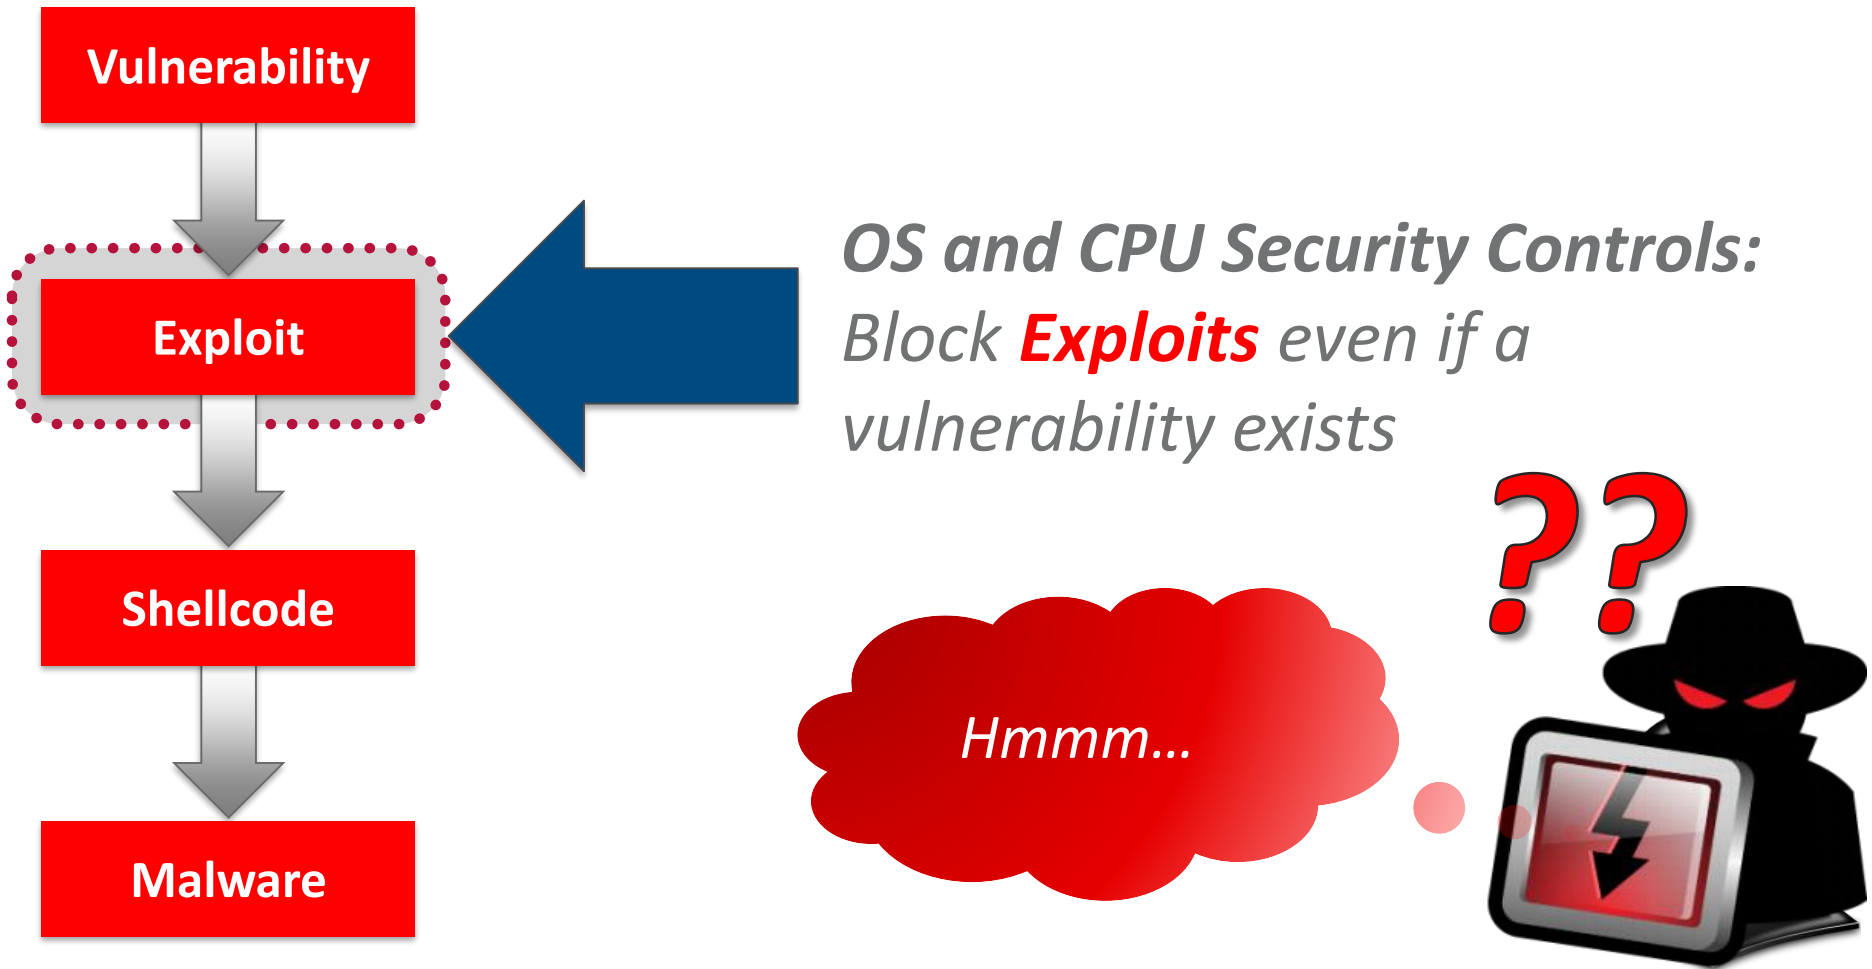 Vulnerability
Exploit
Shellcode
Malware
OS and CPU Security Controls:
Block Exploits even if a
vulnerability exists
??
Hmmm...